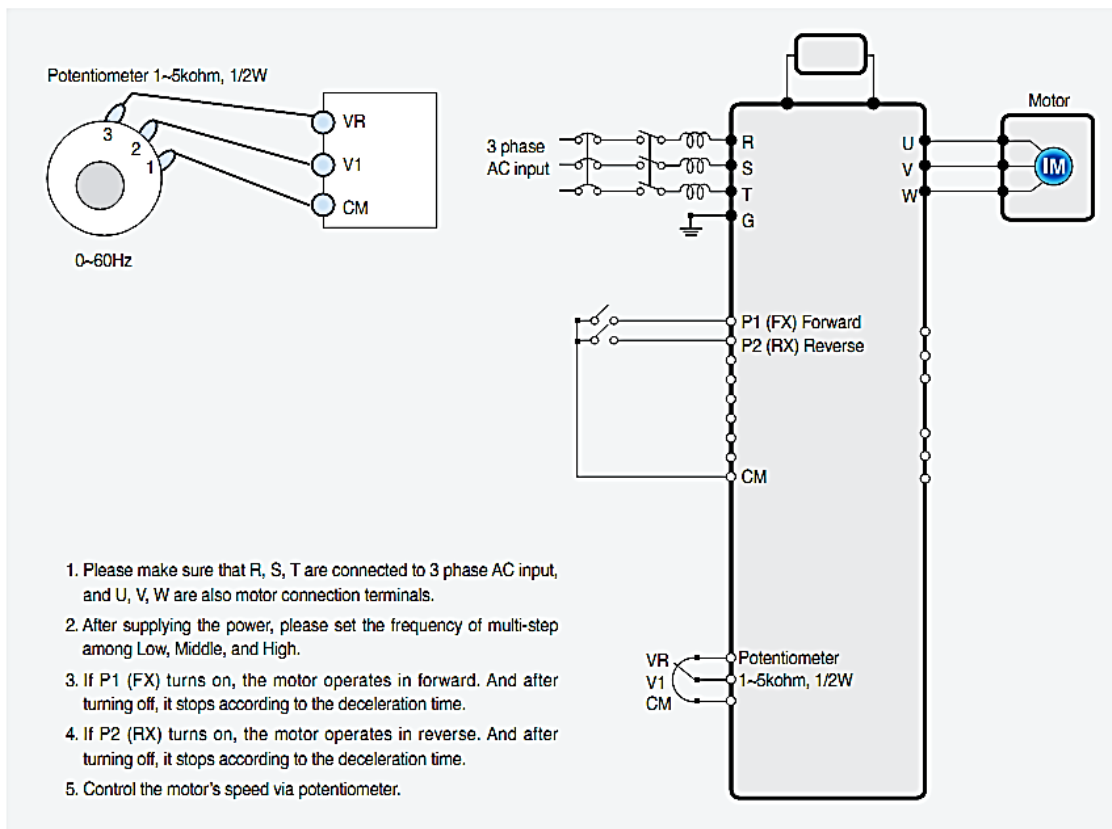 Potentiometer 1~5kohm, 1/2W
3
2
1
VR
V1
CM
0~60Hz
3 phase
AC input
R
S
T
G
U
V
W
Motor
IM
P1 (FX) Forward
P2 (RX) Reverse
CM
1. Please make sure that R, S, T are connected to 3 phase AC input,
and U, V, W are also motor connection terminals.
2. After supplying the power, please set the frequency of multi-step
among Low, Middle, and High.
3. If P1 (FX) turns on, the motor operates in forward. And after
turning off, it stops according to the deceleration time.
4. If P2 (RX) turns on, the motor operates in reverse. And after
turning off, it stops according to the deceleration time.
5. Control the motor's speed via potentiometer.
VR
V1
CM
Potentiometer
1~5kohm, 1/2W